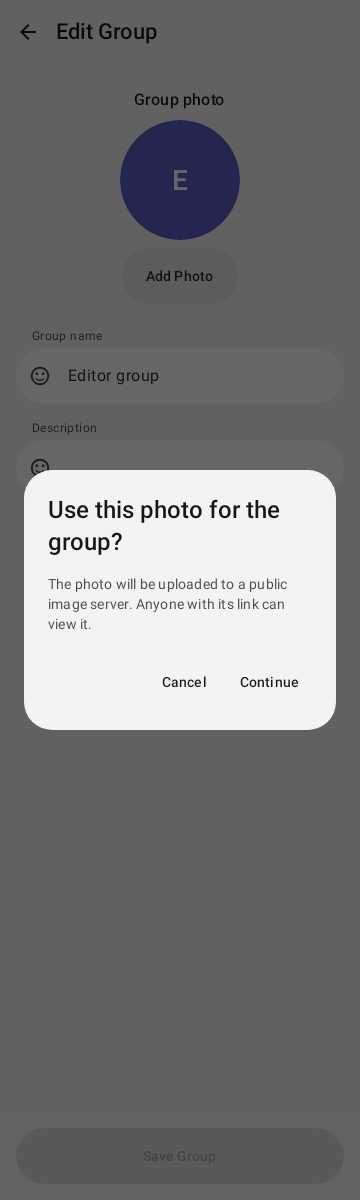 Edit Group
Group photo
E
Add Photo
Group name
Editor group
Description
Use this photo for the
group?
The photo will be uploaded to a public
image server. Anyone with its link can
view it.
Cancel
Continue
Save Group